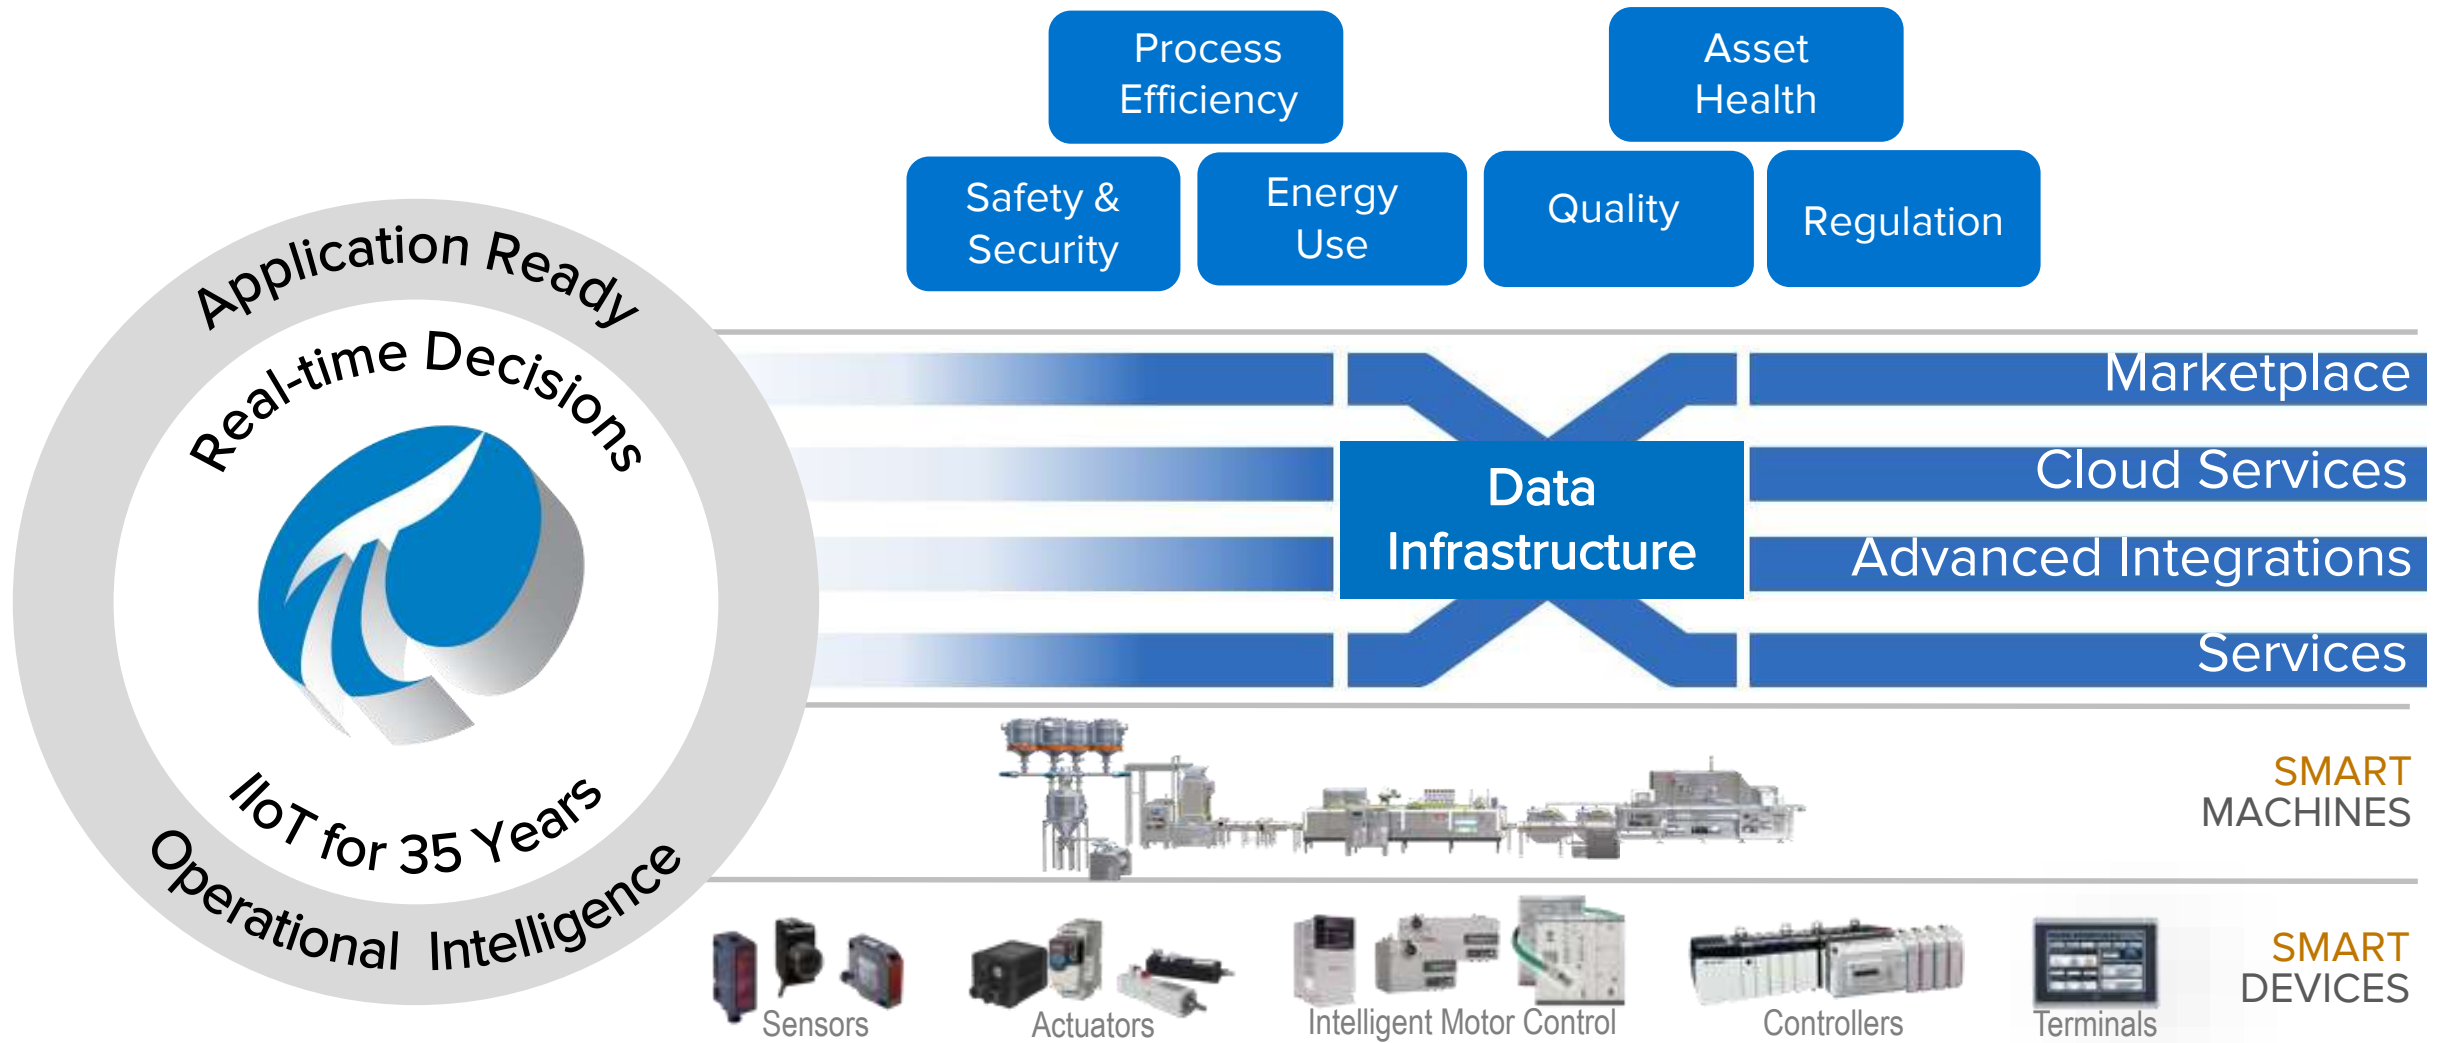 Process
Efficiency
Asset
Health
Safety &
Security
Energy
Use
Quality
Regulation
Application Ready
Real-time Decisions
IIoT for 35 Years
Operational Intelligence
Marketplace
Cloud Services
Data
Infrastructure
Advanced Integrations
Services
SMART
MACHINES
SMART
DEVICES
Sensors
Actuators
Intelligent Motor Control
Controllers
Terminals